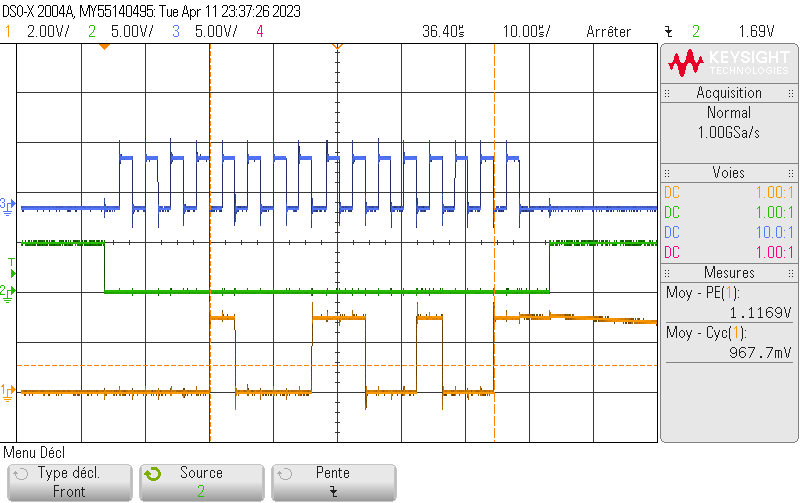 DSO-X 2004A, MY55140495: Tue Apr 11 23:37:26 2023
1 2.00V/ 2 5.00V/ 3 5.00V/ 4 36.40s 10.00s/ Arrêter 2 1.69V
KEYSIGHT
TECHNOLOGIES
Acquisition
Normal
1.00GSa/s
Voies
DC 1.00:1
DC 1.00:1
DC 10.0:1
DC 1.00:1
Mesures
Moy - PE(1):
1.1169V
Moy - Cyc(1):
967.7mV
3
T
2
1
Menu Décl
Type décl.
Front
Source
2
Pente